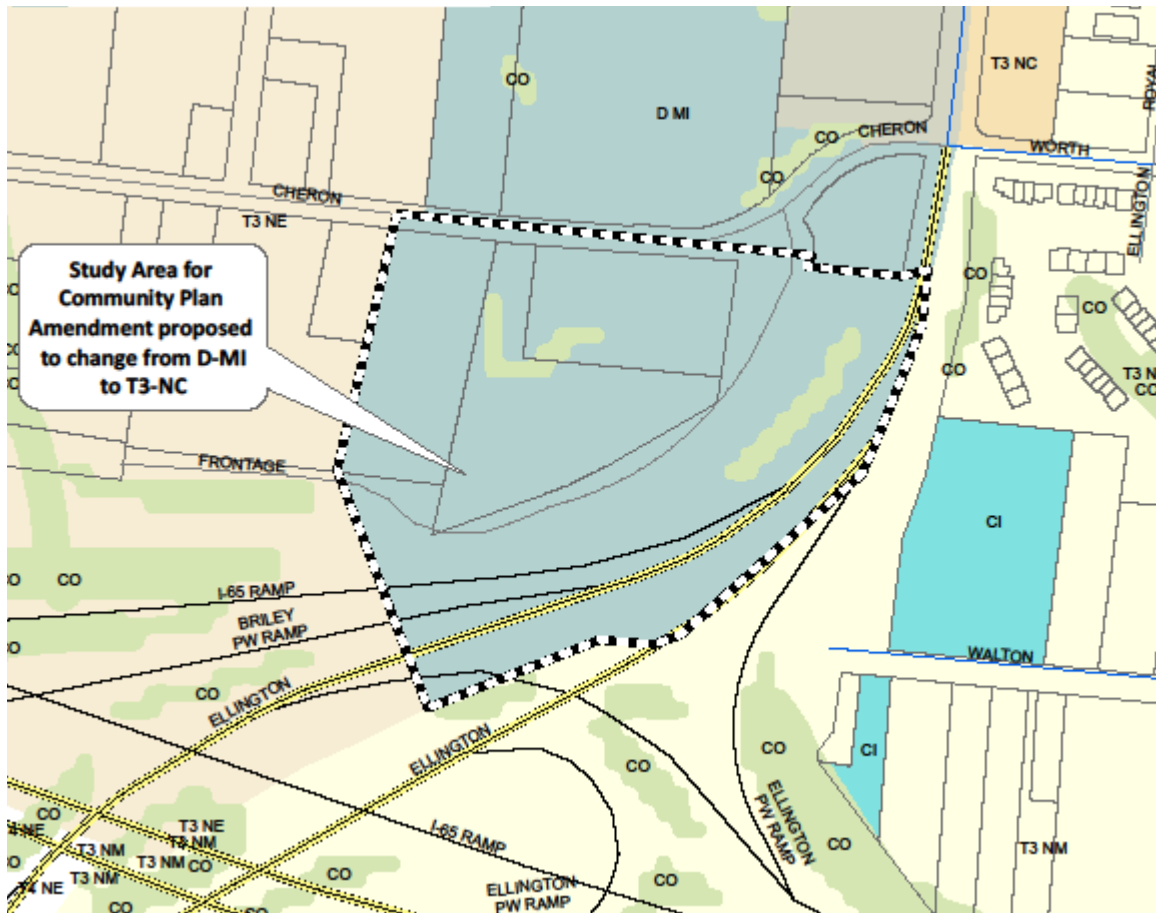 CO
T3 NC
ROYAL
D MI
CO
CHERON
WORTH
CO
CHERON
ELLINGTON
T3 NE
Study Area for
Community Plan
Amendment proposed
to change from D-MI
to T3-NC
CO
CO
CO
T3 N
CO
FRONTAGE
CI
CO
CO
I-65 RAMP
BRILEY
PW RAMP
CO
WALTON
CO
ELLINGTON
ELLINGTON
CO
CI
CO
ELLINGTON
PW RAMP
CO
I-65 RAMP
CO
T3 NE
T3 NM
T3 NM
T3 NM
CO
T3 NM
T4 NE
CO
CO
ELLINGTON
PW RAMP
CO
T3 NM
CO
CO